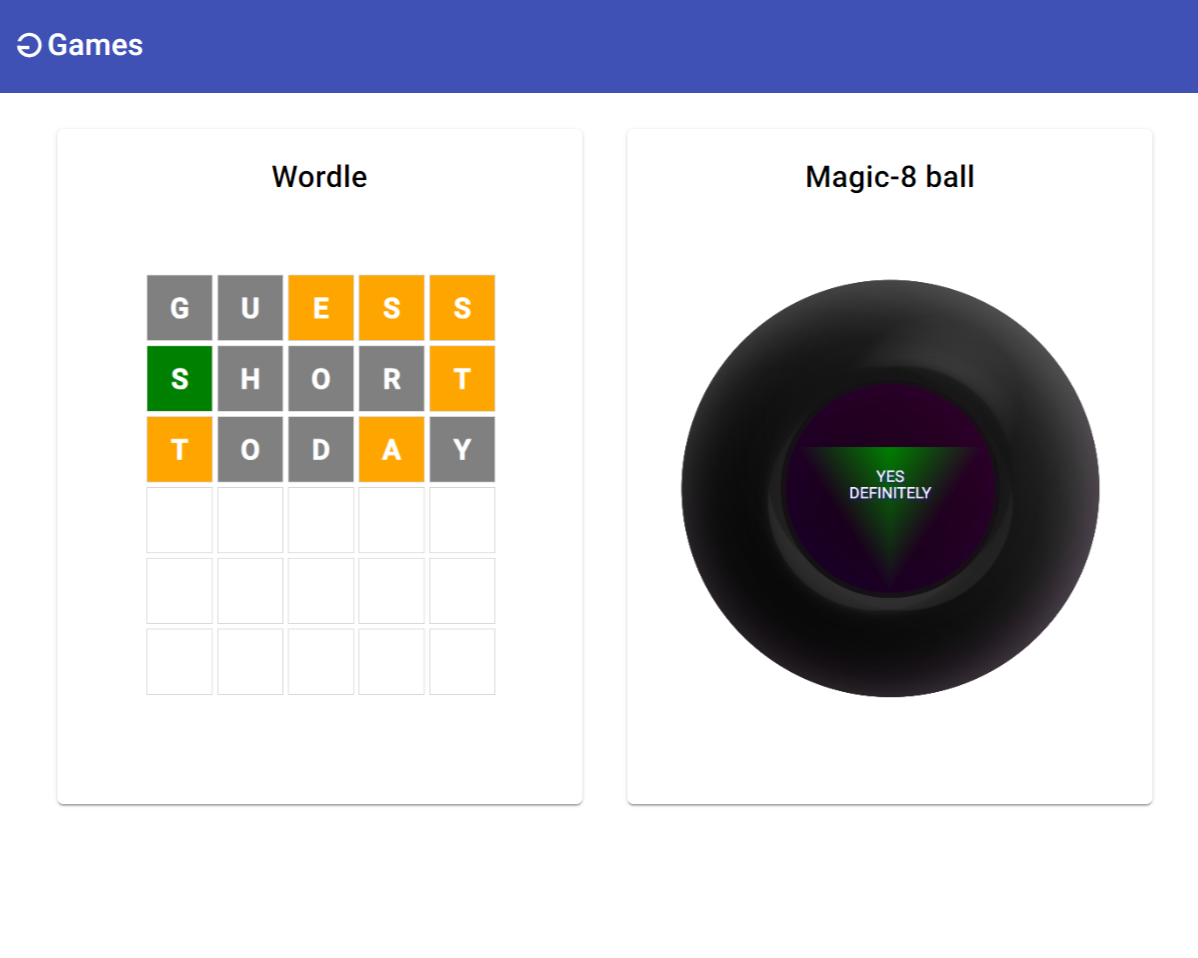 Games
Wordle
G U E S S
S H O R T
T O D A Y
Magic-8 ball
YES
DEFINITELY